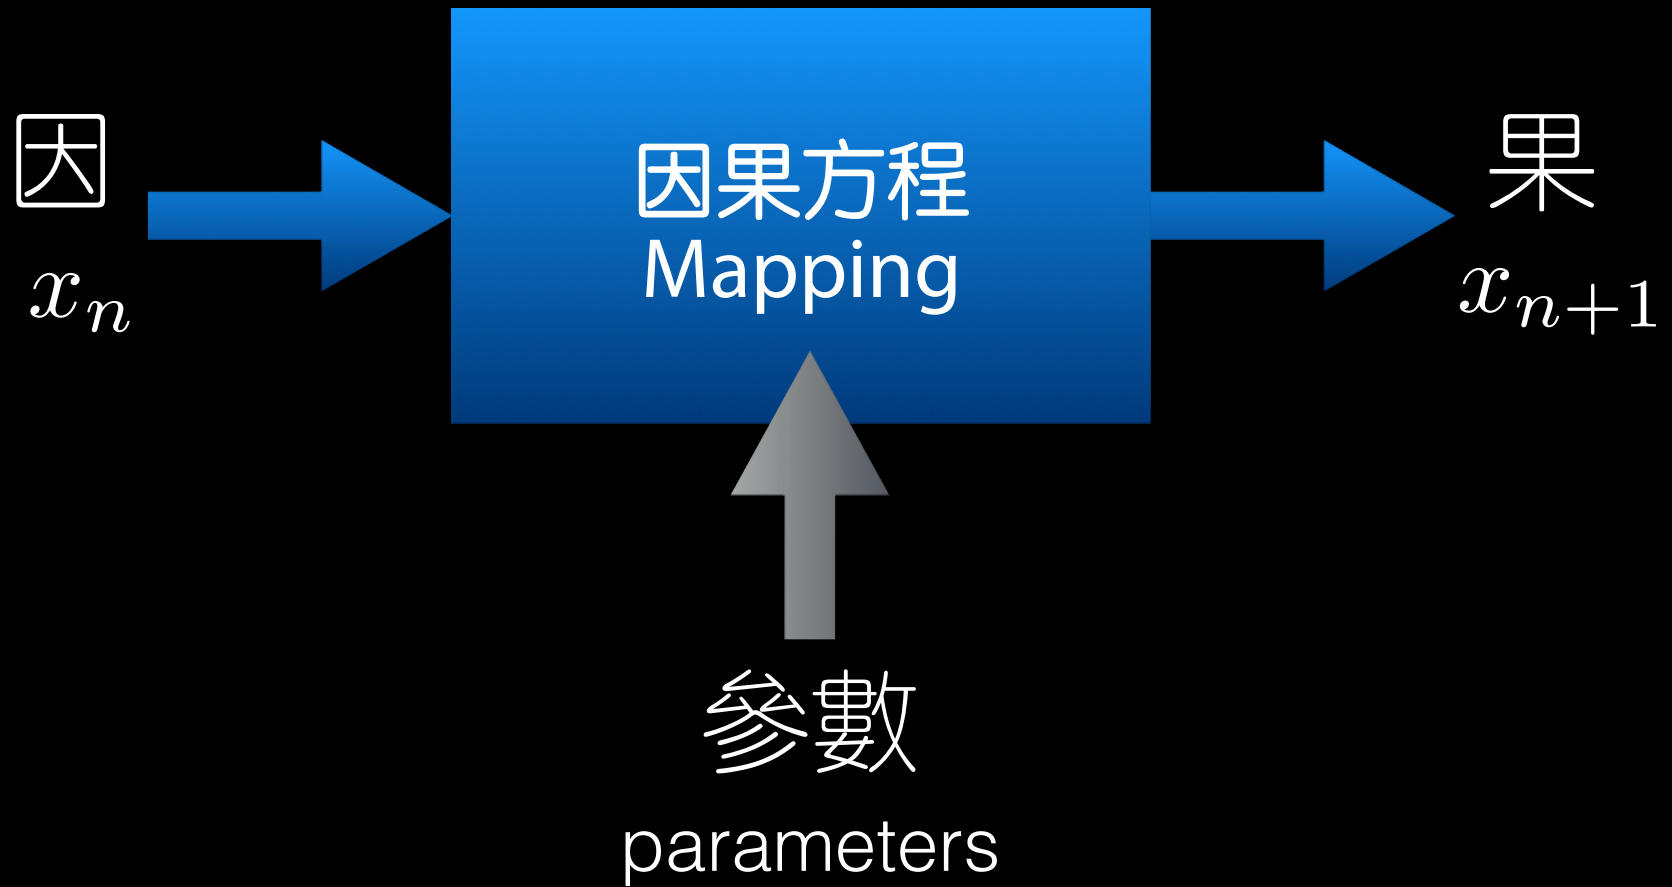 因
x_n
因果方程
Mapping
果
x_{n+1}
參數
parameters